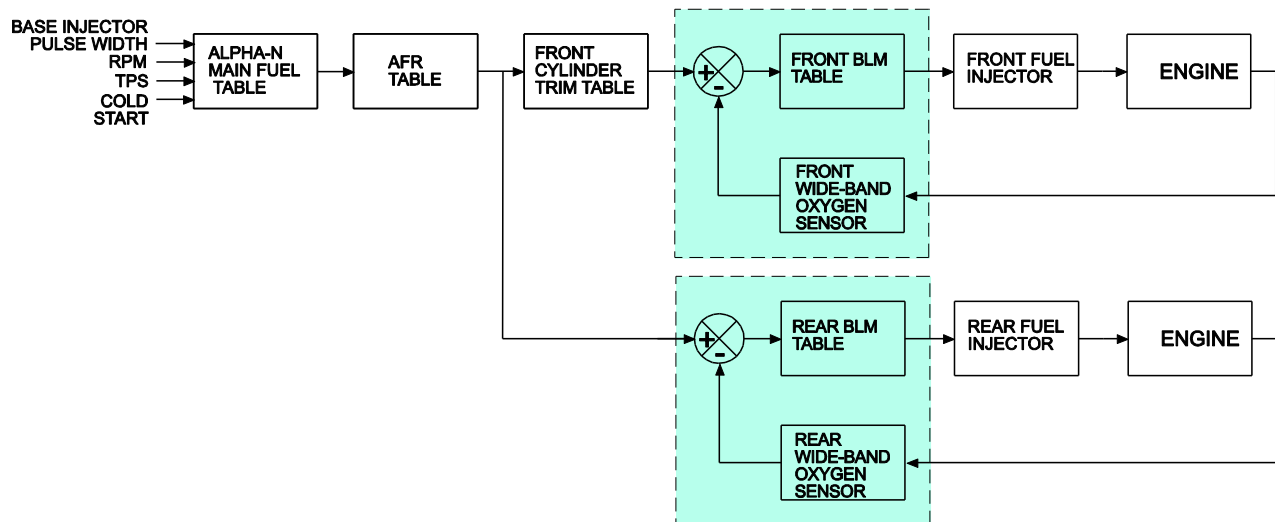 BASE INJECTOR
PULSE WIDTH
RPM
TPS
COLD
START
ALPHA-N
MAIN FUEL
TABLE
AFR
TABLE
FRONT
CYLINDER
TRIM TABLE
+
-
FRONT BLM
TABLE
FRONT FUEL
INJECTOR
ENGINE
FRONT
WIDE-BAND
OXYGEN
SENSOR
+
-
REAR BLM
TABLE
REAR FUEL
INJECTOR
ENGINE
REAR
WIDE-BAND
OXYGEN
SENSOR